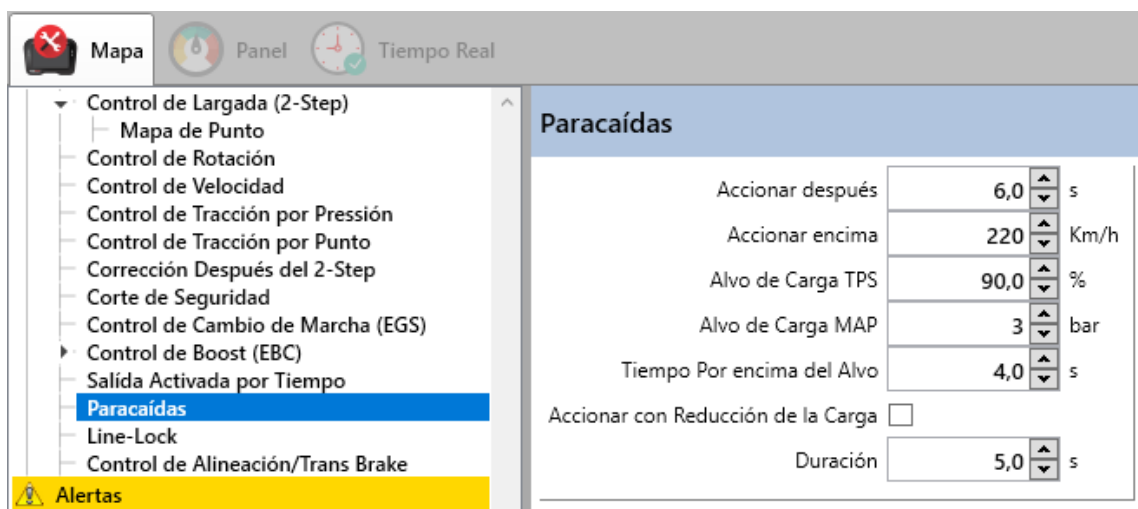 Mapa
Panel
Tiempo Real
Control de Largada (2-Step)
Mapa de Punto
Control de Rotación
Control de Velocidad
Control de Tracción por Pressión
Control de Tracción por Punto
Corrección Después del 2-Step
Corte de Seguridad
Control de Cambio de Marcha (EGS)
Control de Boost (EBC)
Salída Activada por Tiempo
Paracaídas
Line-Lock
Control de Alineación/Trans Brake
Alertas
Paracaídas
Accionar después 6,0 s
Accionar encima 220 Km/h
Alvo de Carga TPS 90,0 %
Alvo de Carga MAP 3 bar
Tiempo Por encima del Alvo 4,0 s
Accionar con Reducción de la Carga
Duración 5,0 s